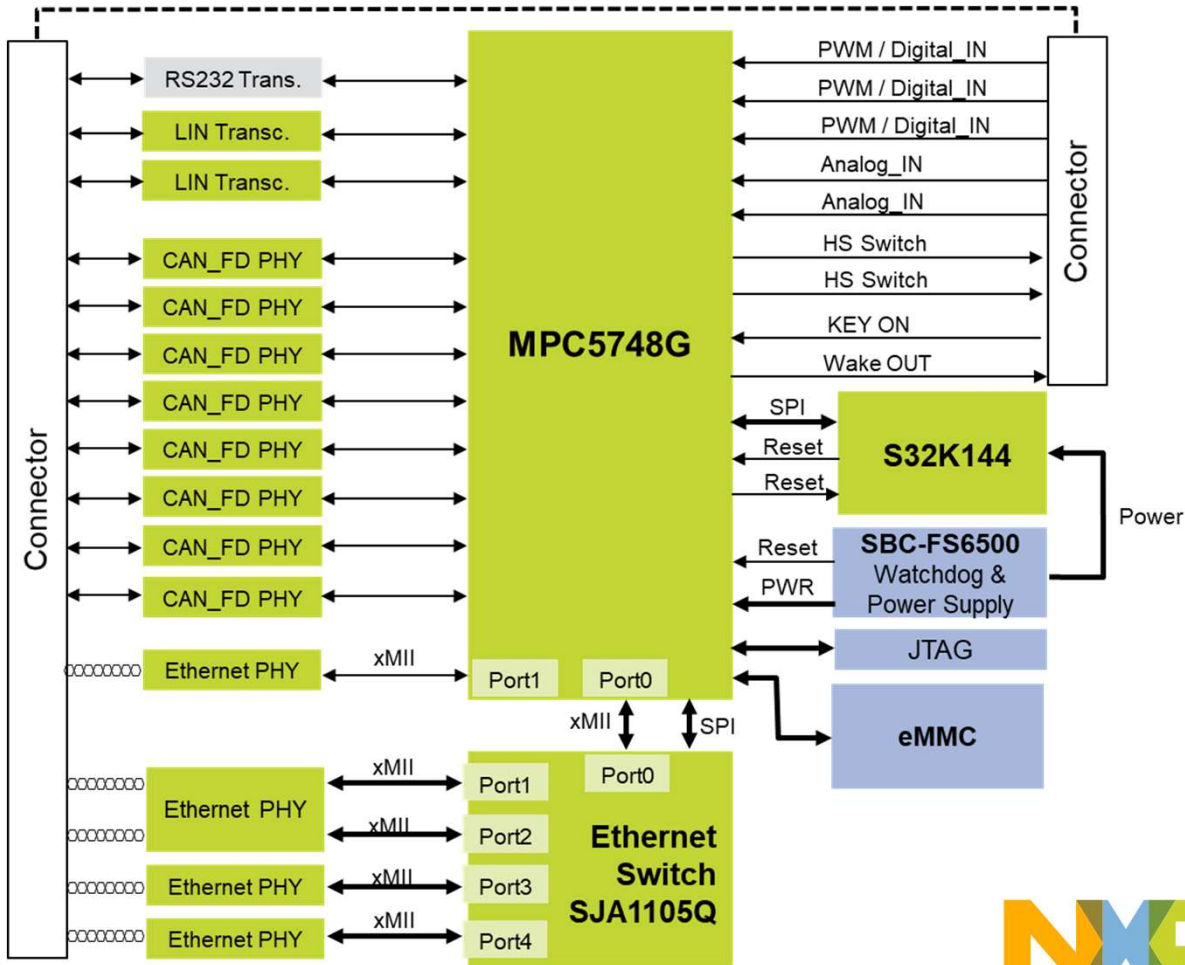 Connector
RS232 Trans.
LIN Transc.
LIN Transc.
CAN_FD PHY
CAN_FD PHY
CAN_FD PHY
CAN_FD PHY
CAN_FD PHY
CAN_FD PHY
CAN_FD PHY
CAN_FD PHY
Ethernet PHY
xMII
MPC5748G
Port1
Port0
PWM / Digital_IN
PWM / Digital_IN
PWM / Digital_IN
Analog_IN
Analog_IN
HS Switch
HS Switch
KEY ON
Wake OUT
Connector
SPI
Reset
Reset
S32K144
Power
Reset
PWR
SBC-FS6500
Watchdog &
Power Supply
JTAG
eMMC
xMII
SPI
Port0
Ethernet PHY
xMII
Port1
xMII
Port2
Ethernet PHY
xMII
Port3
Ethernet PHY
xMII
Port4
Ethernet
Switch
SJA1105Q